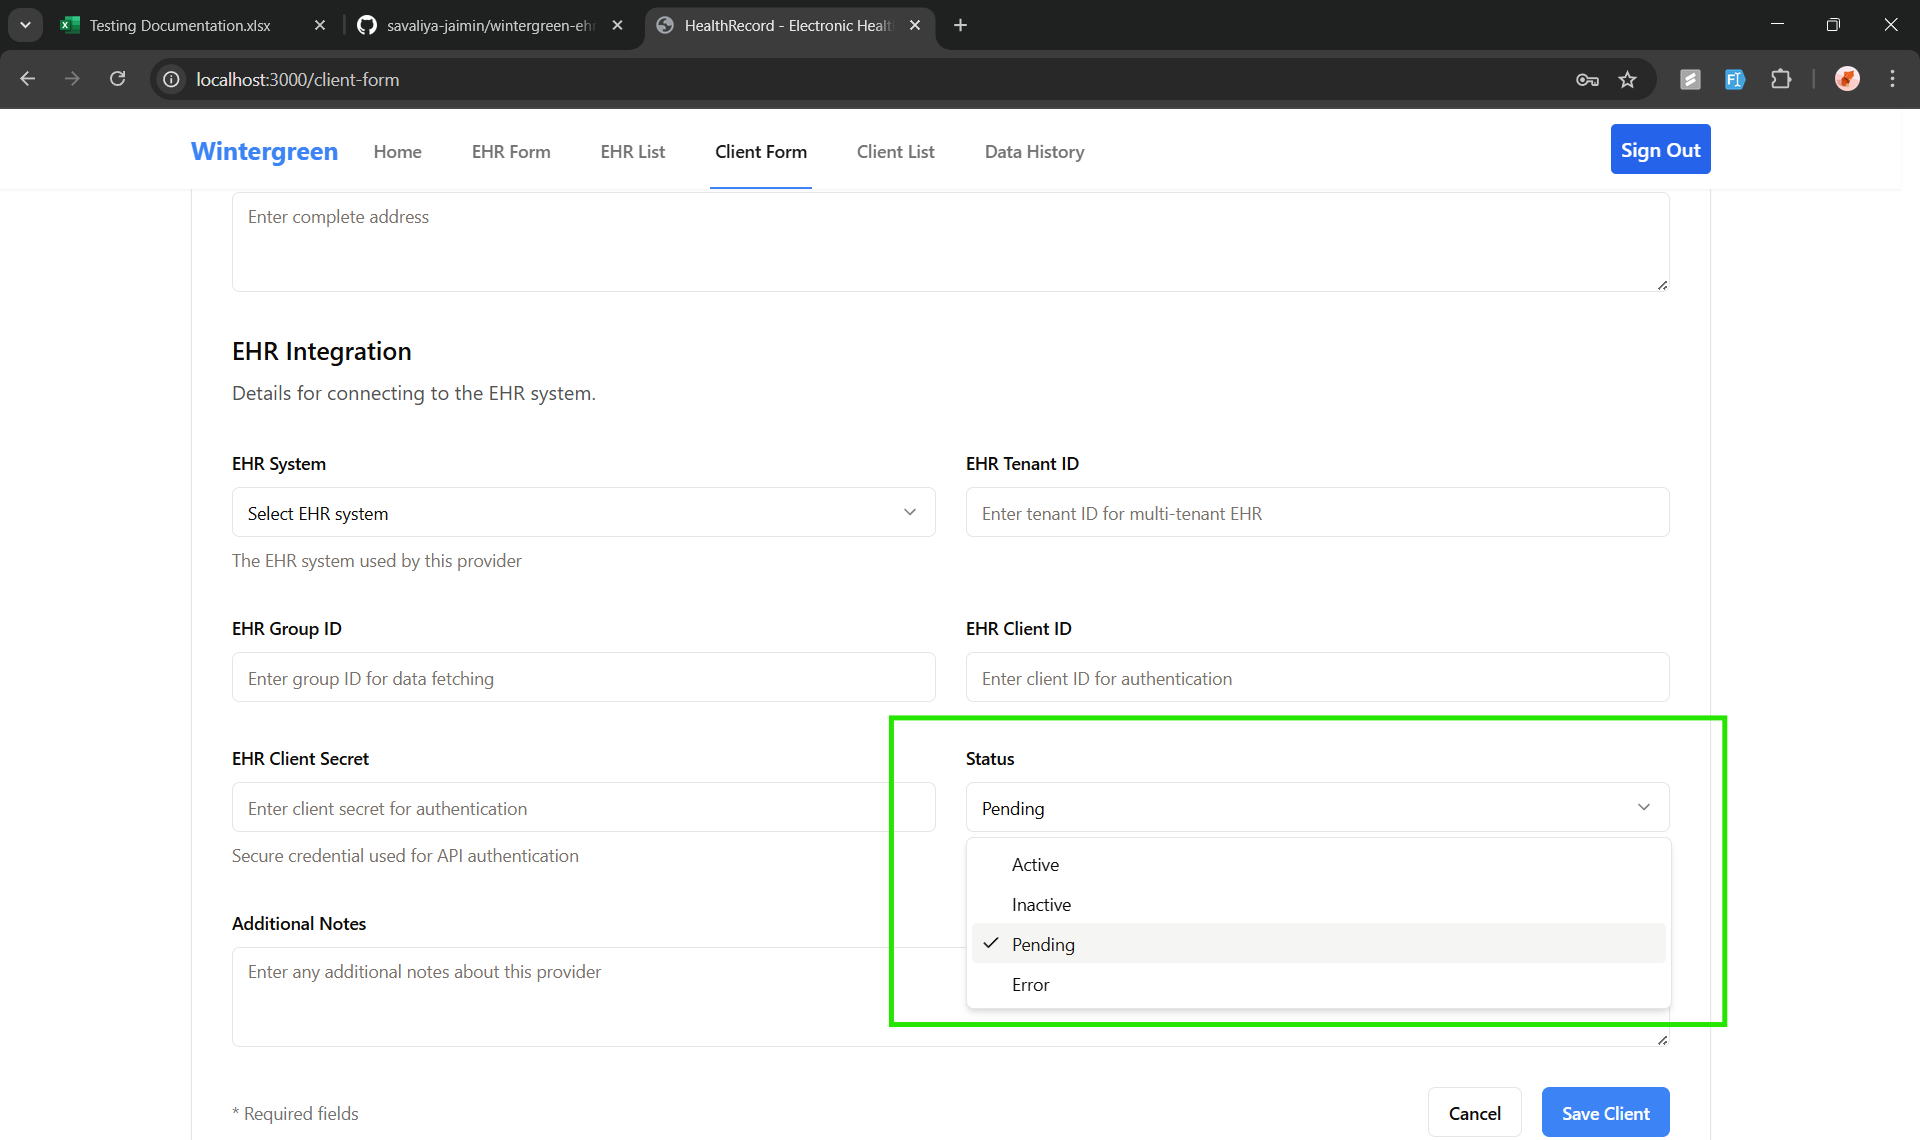 Testing Documentation.xlsx
savaliya-jaimin/wintergreen-ehr
HealthRecord - Electronic Healt
localhost:3000/client-form
Wintergreen
Home
EHR Form
EHR List
Client Form
Client List
Data History
Sign Out
Enter complete address
EHR Integration
Details for connecting to the EHR system.
EHR System
EHR Tenant ID
Select EHR system
Enter tenant ID for multi-tenant EHR
The EHR system used by this provider
EHR Group ID
EHR Client ID
Enter group ID for data fetching
Enter client ID for authentication
EHR Client Secret
Status
Enter client secret for authentication
Pending
Secure credential used for API authentication
Active
Inactive
Pending
Error
Additional Notes
Enter any additional notes about this provider
* Required fields
Cancel
Save Client